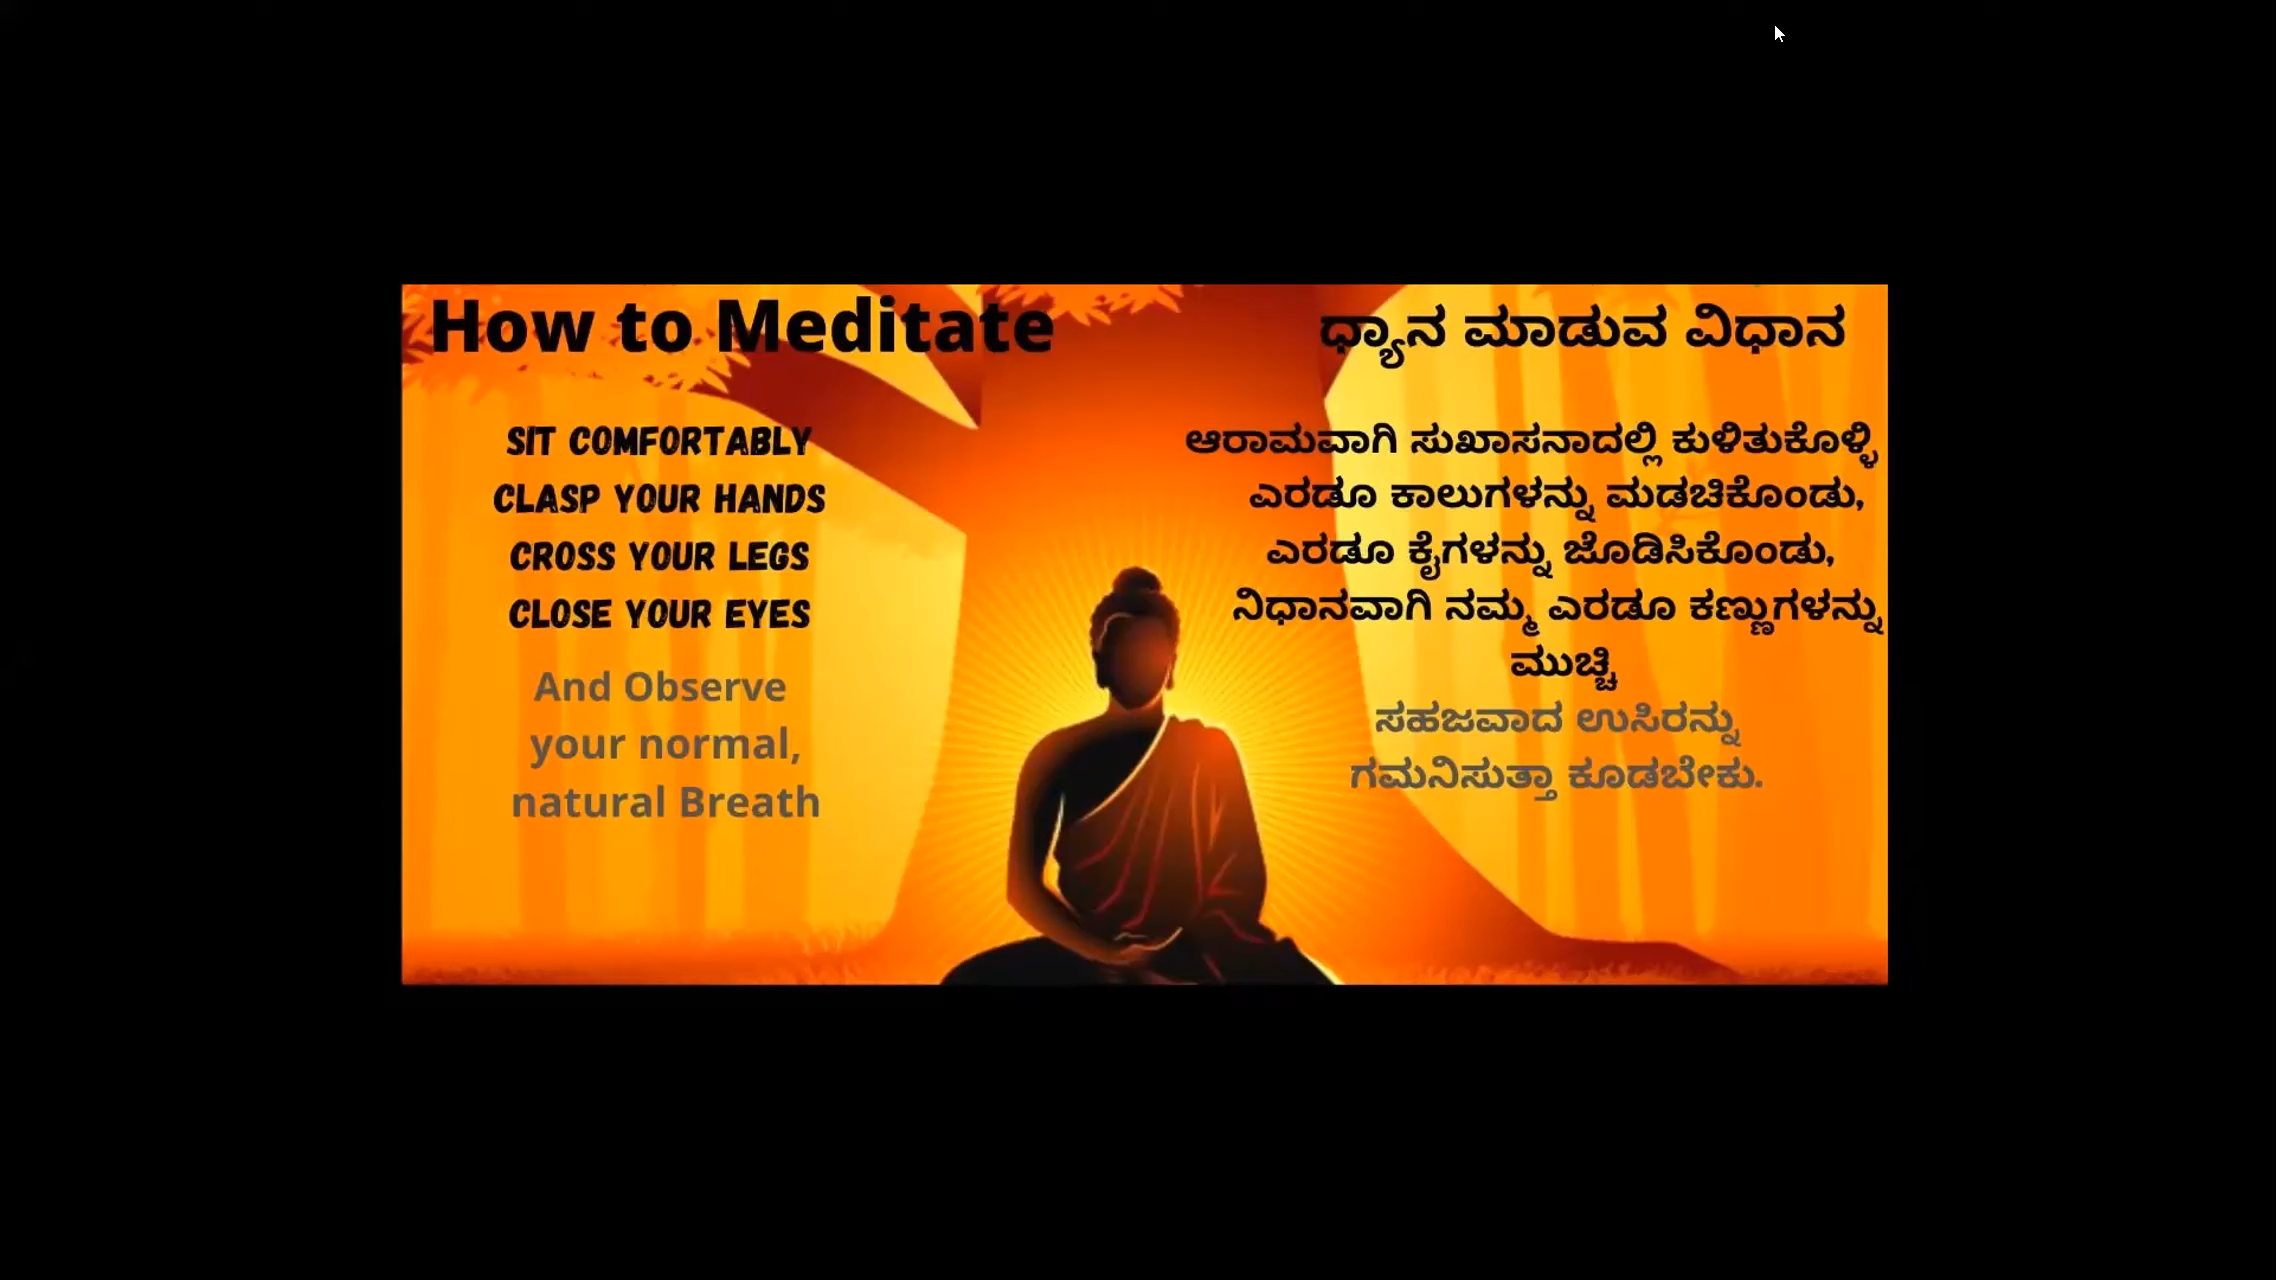 How to Meditate
SIT COMFORTABLY
CLASP YOUR HANDS
CROSS YOUR LEGS
CLOSE YOUR EYES
And Observe
your normal,
natural Breath
ಧ್ಯಾನ ಮಾಡುವ ವಿಧಾನ
ಆರಾಮವಾಗಿ ಸುಖಾಸನಾದಲ್ಲಿ ಕುಳಿತುಕೊಳ್ಳಿ
ಎರಡೂ ಕಾಲುಗಳನ್ನು ಮಡಚಿಕೊಂಡು,
ಎರಡೂ ಕೈಗಳನ್ನು ಜೊಡಿಸಿಕೊಂಡು,
ನಿಧಾನವಾಗಿ ನಮ್ಮ ಎರಡೂ ಕಣ್ಣುಗಳನ್ನು
ಮುಚ್ಚಿ
ಸಹಜವಾದ ಉಸಿರನ್ನು
ಗಮನಿಸುತ್ತಾ ಕೂಡಬೇಕು.